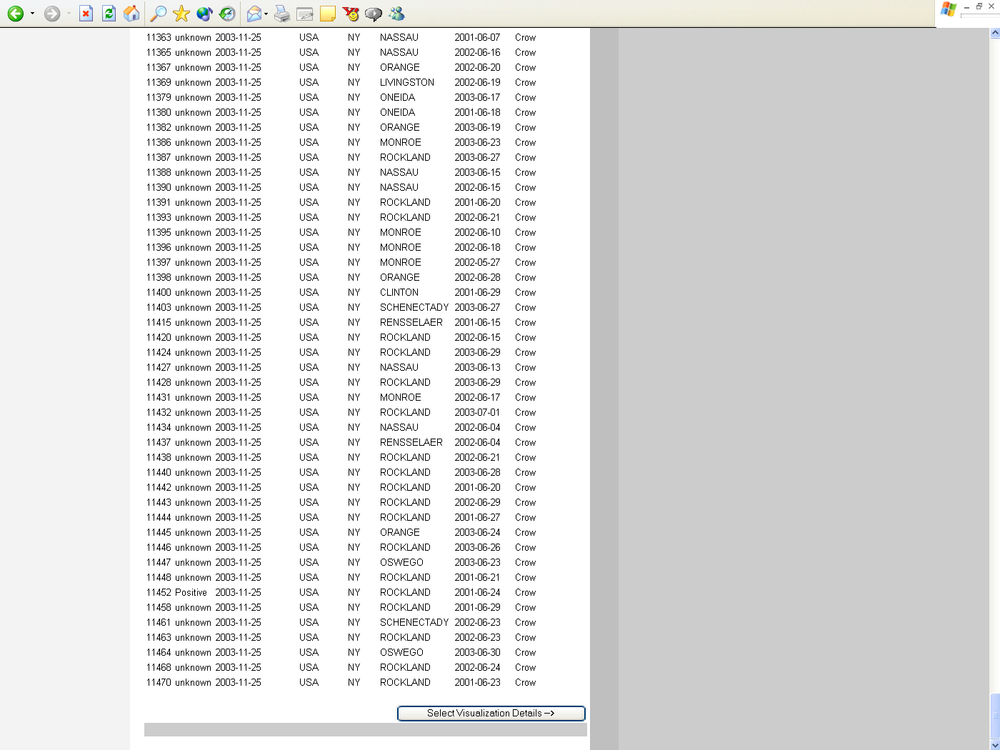 11363 unknown 2003-11-25 USA NY NASSAU 2001-06-07 Crow
11365 unknown 2003-11-25 USA NY NASSAU 2002-06-16 Crow
11367 unknown 2003-11-25 USA NY ORANGE 2002-06-20 Crow
11369 unknown 2003-11-25 USA NY LIVINGSTON 2002-06-19 Crow
11379 unknown 2003-11-25 USA NY ONEIDA 2003-06-17 Crow
11380 unknown 2003-11-25 USA NY ONEIDA 2001-06-18 Crow
11382 unknown 2003-11-25 USA NY ORANGE 2003-06-19 Crow
11386 unknown 2003-11-25 USA NY MONROE 2003-06-23 Crow
11387 unknown 2003-11-25 USA NY ROCKLAND 2003-06-27 Crow
11388 unknown 2003-11-25 USA NY NASSAU 2003-06-15 Crow
11390 unknown 2003-11-25 USA NY NASSAU 2002-06-15 Crow
11391 unknown 2003-11-25 USA NY ROCKLAND 2001-06-20 Crow
11393 unknown 2003-11-25 USA NY ROCKLAND 2002-06-21 Crow
11395 unknown 2003-11-25 USA NY MONROE 2002-06-10 Crow
11396 unknown 2003-11-25 USA NY MONROE 2002-06-18 Crow
11397 unknown 2003-11-25 USA NY MONROE 2002-05-27 Crow
11398 unknown 2003-11-25 USA NY ORANGE 2002-06-28 Crow
11400 unknown 2003-11-25 USA NY CLINTON 2001-06-29 Crow
11403 unknown 2003-11-25 USA NY SCHENECTADY 2003-06-27 Crow
11415 unknown 2003-11-25 USA NY RENSSELAER 2001-06-15 Crow
11420 unknown 2003-11-25 USA NY ROCKLAND 2002-06-15 Crow
11424 unknown 2003-11-25 USA NY ROCKLAND 2003-06-29 Crow
11427 unknown 2003-11-25 USA NY NASSAU 2003-06-13 Crow
11428 unknown 2003-11-25 USA NY ROCKLAND 2003-06-29 Crow
11431 unknown 2003-11-25 USA NY MONROE 2002-06-17 Crow
11432 unknown 2003-11-25 USA NY ROCKLAND 2003-07-01 Crow
11434 unknown 2003-11-25 USA NY NASSAU 2002-06-04 Crow
11437 unknown 2003-11-25 USA NY RENSSELAER 2002-06-04 Crow
11438 unknown 2003-11-25 USA NY ROCKLAND 2002-06-21 Crow
11440 unknown 2003-11-25 USA NY ROCKLAND 2003-06-28 Crow
11442 unknown 2003-11-25 USA NY ROCKLAND 2001-06-20 Crow
11443 unknown 2003-11-25 USA NY ROCKLAND 2002-06-29 Crow
11444 unknown 2003-11-25 USA NY ROCKLAND 2001-06-27 Crow
11445 unknown 2003-11-25 USA NY ORANGE 2003-06-24 Crow
11446 unknown 2003-11-25 USA NY ROCKLAND 2003-06-26 Crow
11447 unknown 2003-11-25 USA NY OSWEGO 2003-06-23 Crow
11448 unknown 2003-11-25 USA NY ROCKLAND 2001-06-21 Crow
11452 Positive 2003-11-25 USA NY ROCKLAND 2001-06-24 Crow
11458 unknown 2003-11-25 USA NY ROCKLAND 2001-06-29 Crow
11461 unknown 2003-11-25 USA NY SCHENECTADY 2002-06-23 Crow
11463 unknown 2003-11-25 USA NY ROCKLAND 2002-06-23 Crow
11464 unknown 2003-11-25 USA NY OSWEGO 2003-06-30 Crow
11468 unknown 2003-11-25 USA NY ROCKLAND 2002-06-24 Crow
11470 unknown 2003-11-25 USA NY ROCKLAND 2001-06-23 Crow
Select Visualization Details -->